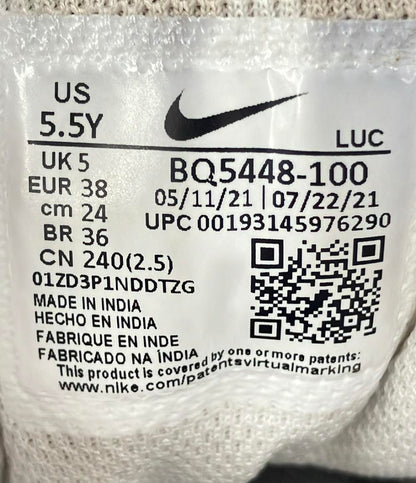 US
5.5Y
LUC
UK 5
BQ5448-100
EUR 38
05/11/21 | 07/22/21
cm 24
UPC 00193145976290
BR 36
CN 240(2.5)
01ZD3P1NDDTZG
MADE IN INDIA
HECHO EN INDIA
FABRIQUE EN INDE
FABRICADO NA ÍNDIA
This product is covered by one or more patents:
www.nike.com/patentsvirtualmarking